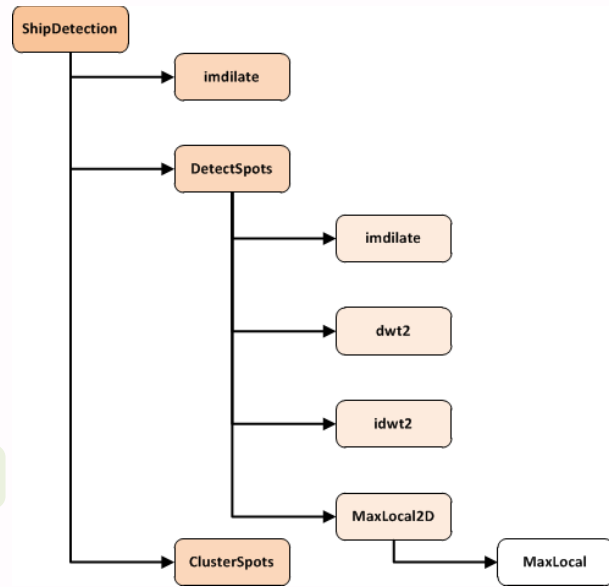 ShipDetection
imdilate
DetectSpots
imdilate
dwt2
idwt2
MaxLocal2D
ClusterSpots
MaxLocal